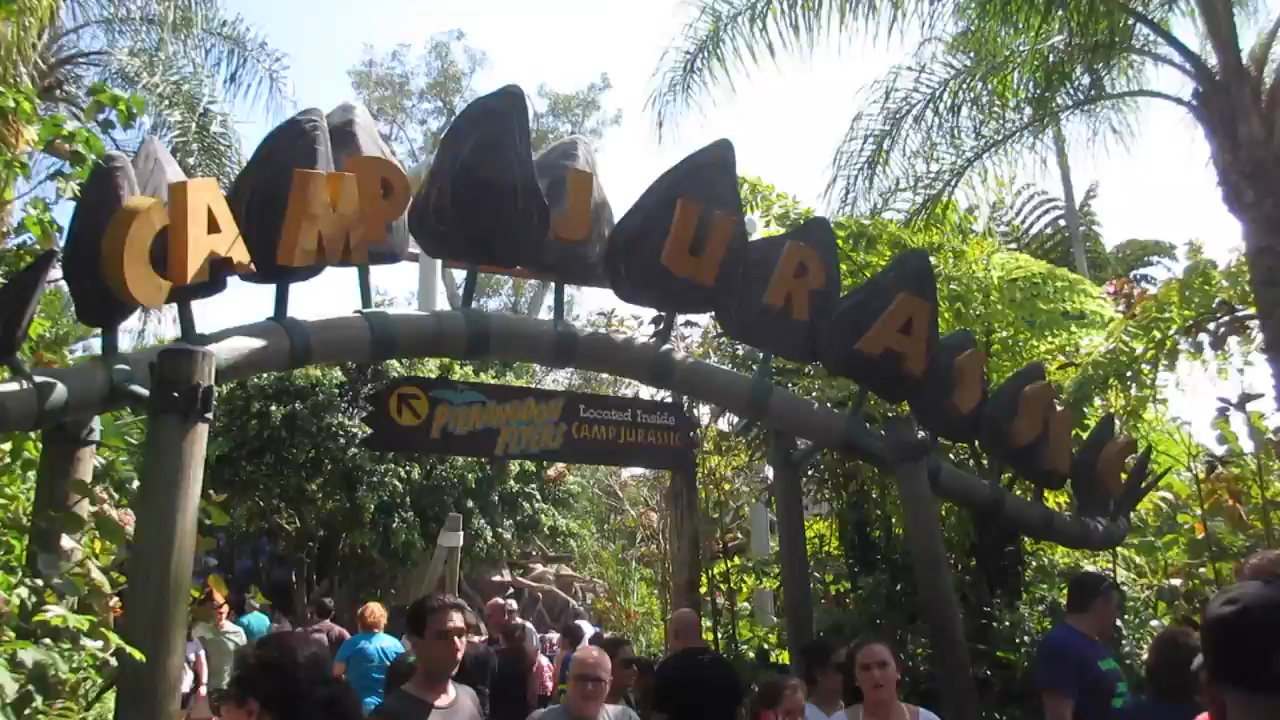 CAMP JURASSIC
PTERANODON Located Inside
FLYERS CAMP JURASSIC